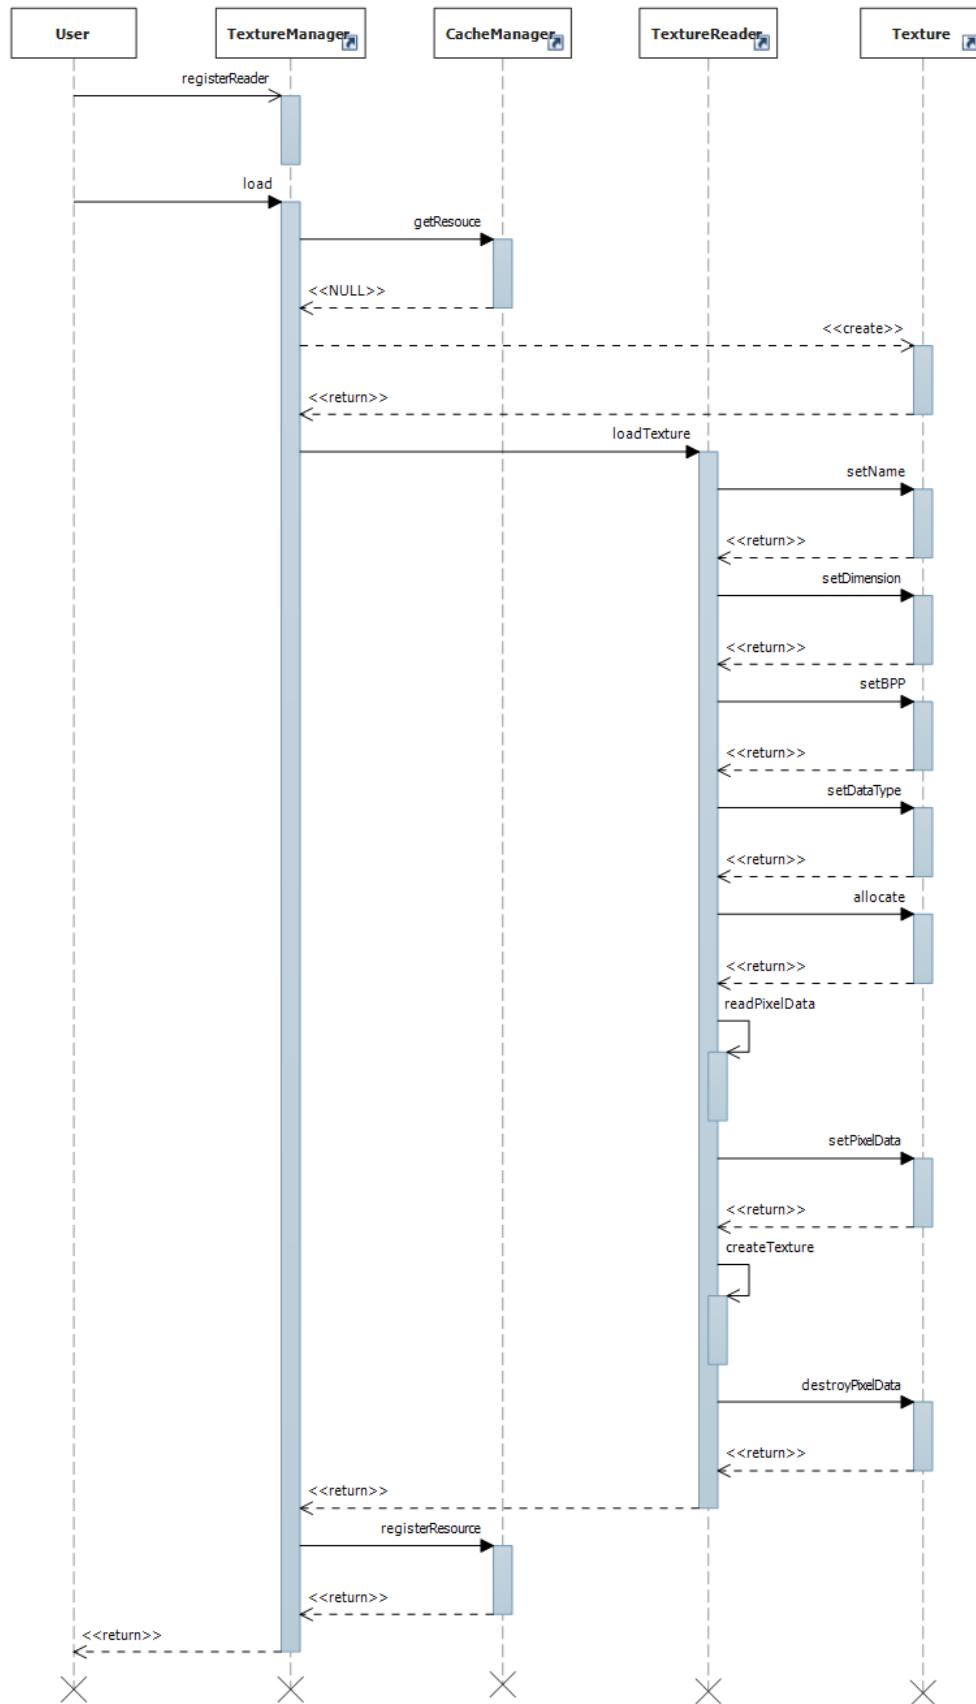 User
TextureManager
CacheManager
TextureReader
Texture
registerReader
load
getResouce
<<NULL>>
<<create>>
<<return>>
loadTexture
setName
<<return>>
setDimension
<<return>>
setBPP
<<return>>
setDataType
<<return>>
allocate
<<return>>
readPixelData
setPixelData
<<return>>
createTexture
destroyPixelData
<<return>>
<<return>>
registerResource
<<return>>
<<return>>